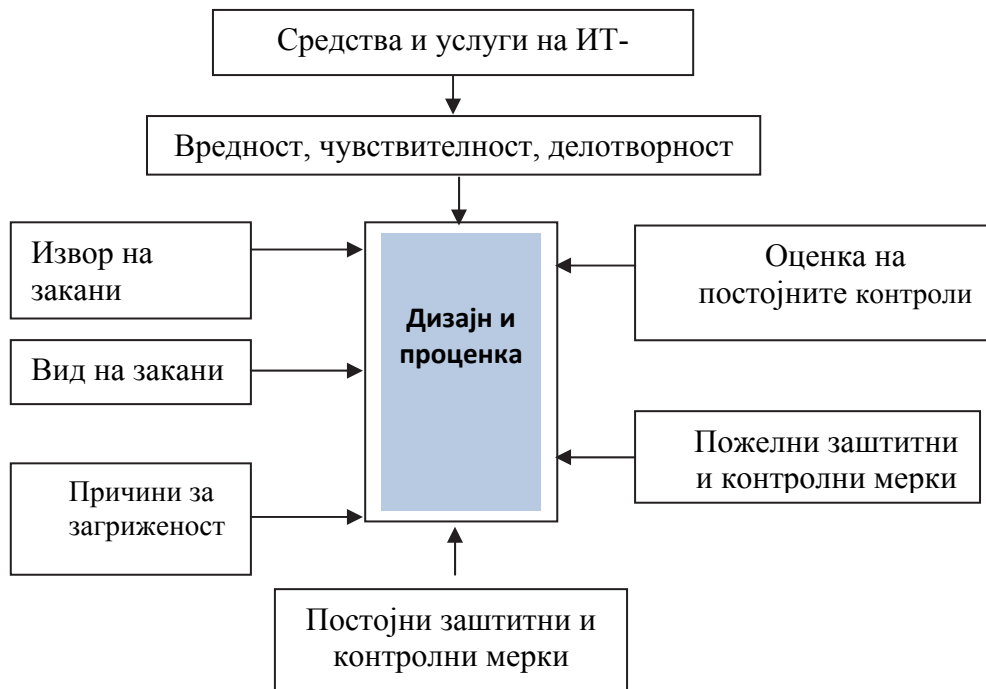 Средства и услуги на ИТ-
Вредност, чувствителност, делотворност
Извор на
закани
Вид на закани
Причини за
загриженост
Дизајн и
проценка
Оценка на
постојните контроли
Пожелни заштитни
и контролни мерки
Постојни заштитни и
контролни мерки